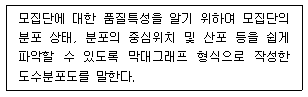 모집단에 대한 품질특성을 알기 위하여 모집단의
분포 상태, 분포의 중심위치 및 산포 등을 쉽게
파악할 수 있도록 막대그래프 형식으로 작성한
도수분포도를 말한다.